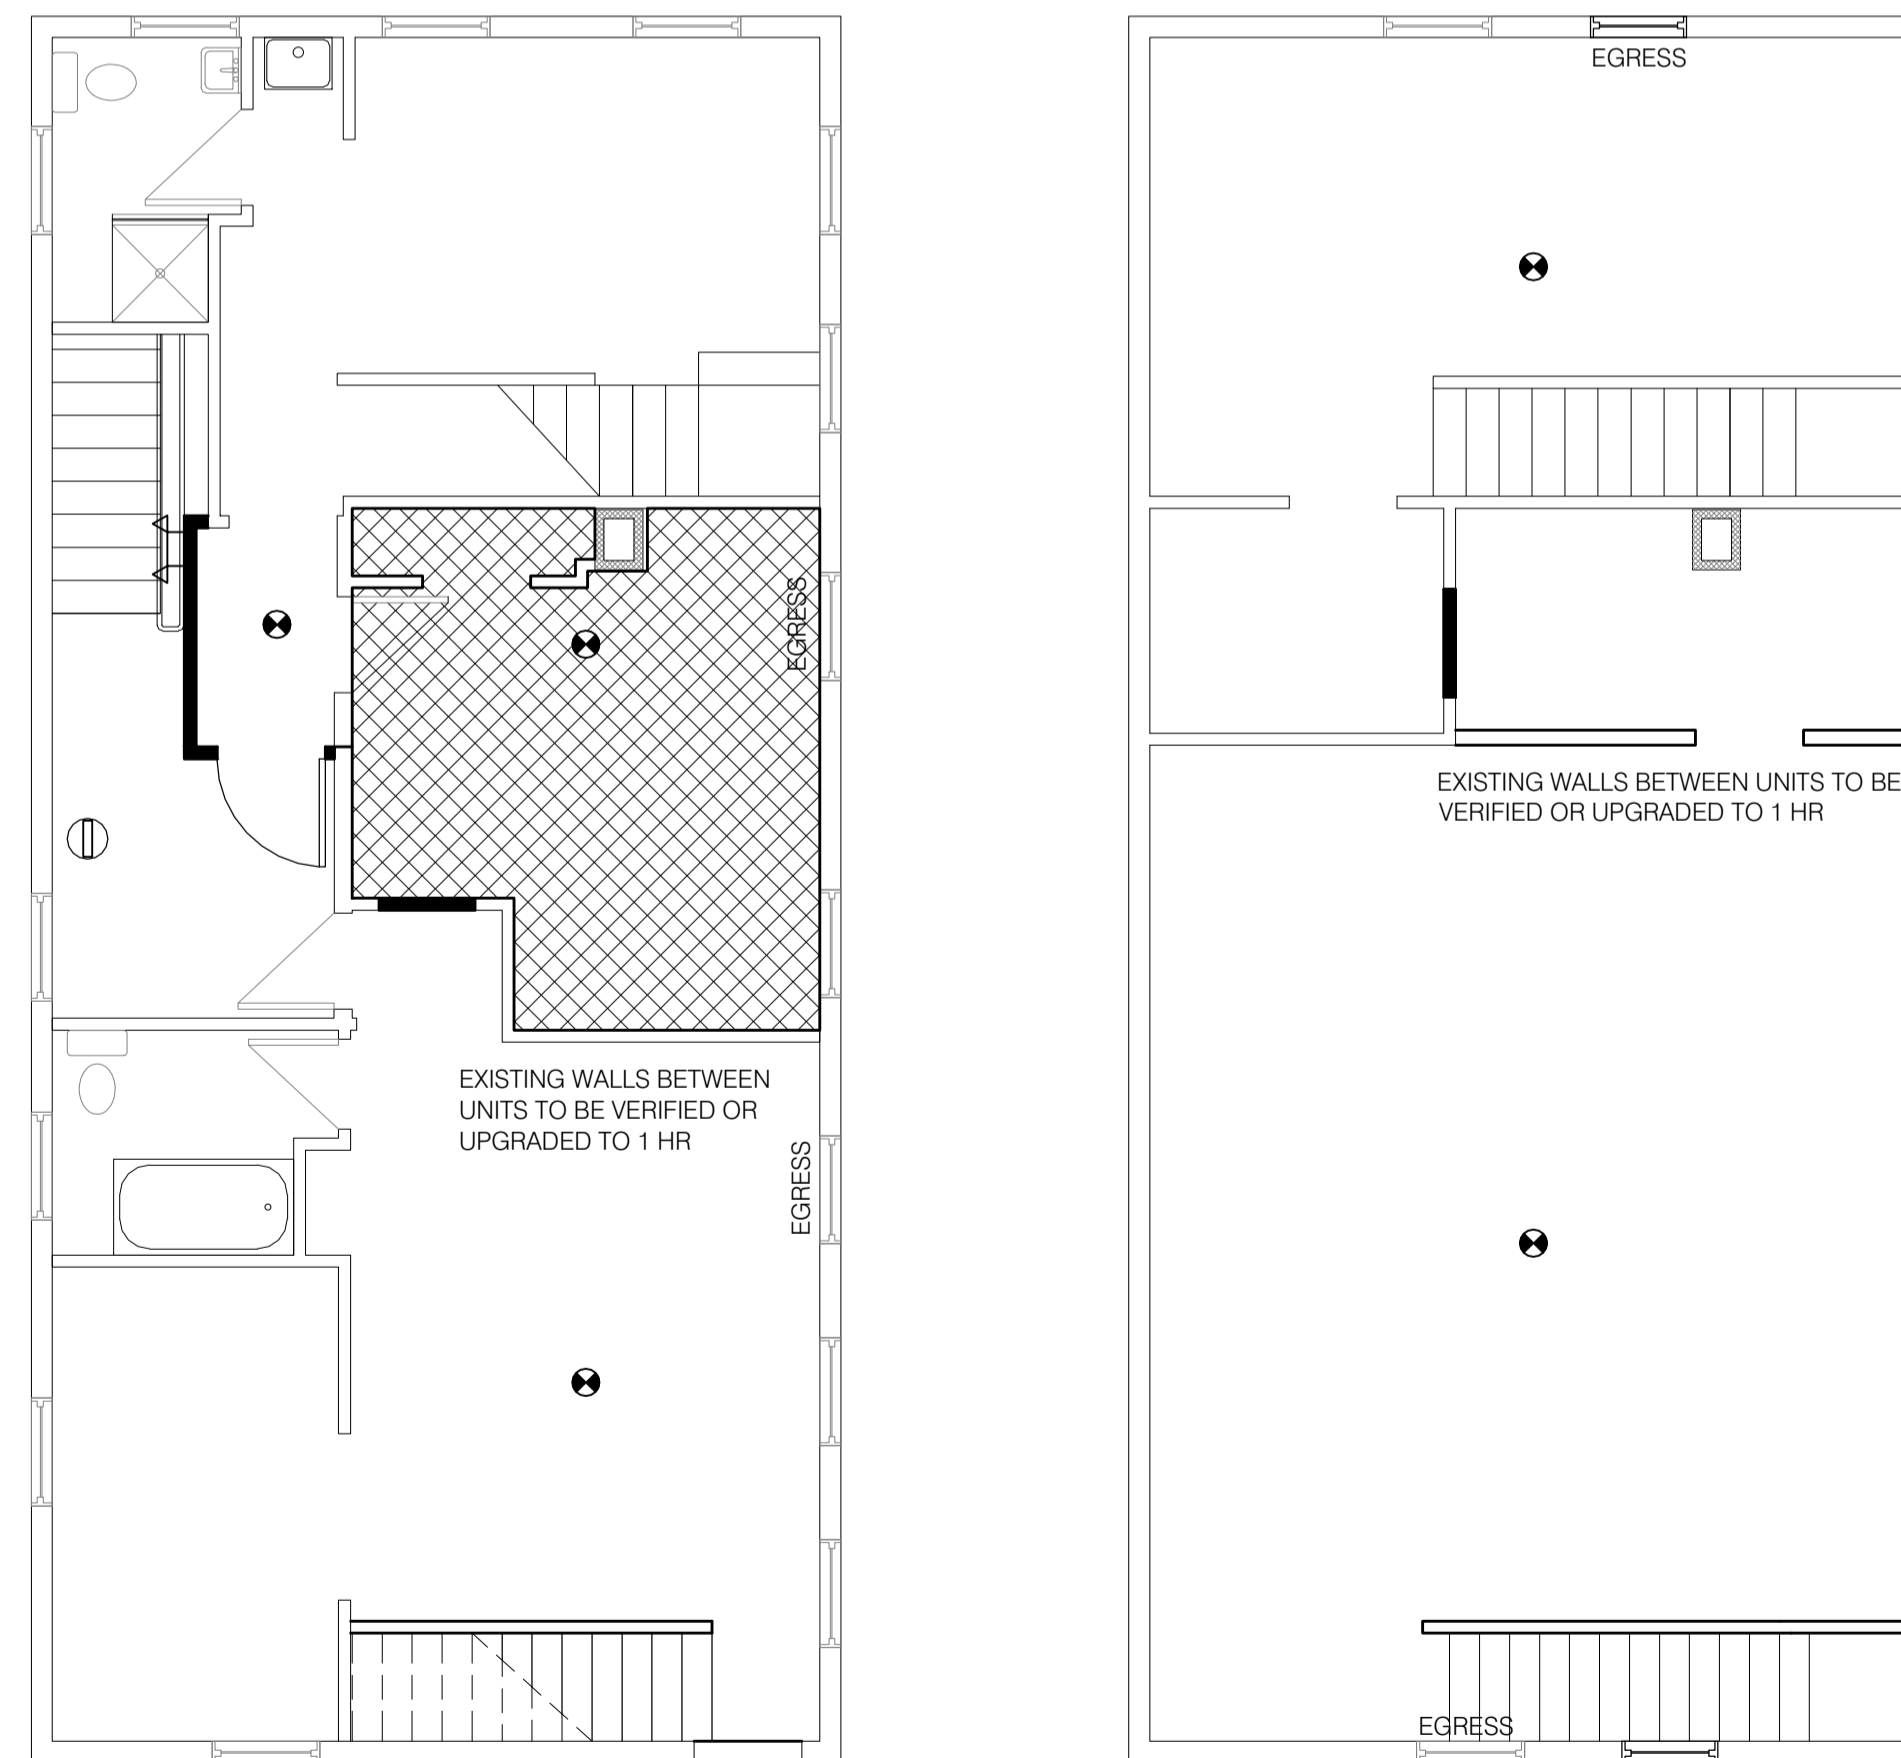 EGRESS
EGRESS
EXISTING WALLS BETWEEN UNITS TO BE
VERIFIED OR UPGRADED TO 1 HR
EXISTING WALLS BETWEEN
UNITS TO BE VERIFIED OR
UPGRADED TO 1 HR
EGRESS
EGRESS